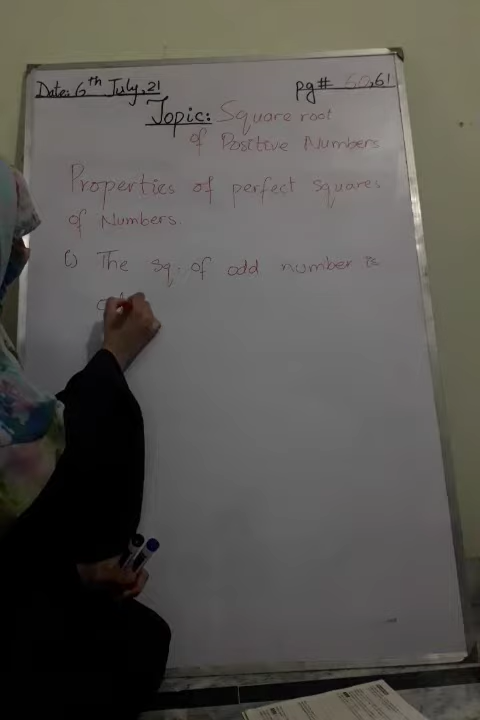 Date: 6th July, 21
pg# 60,61
Topic: Square root
of Positive Numbers
Properties of perfect squares
of Numbers.
The sq. of odd number is